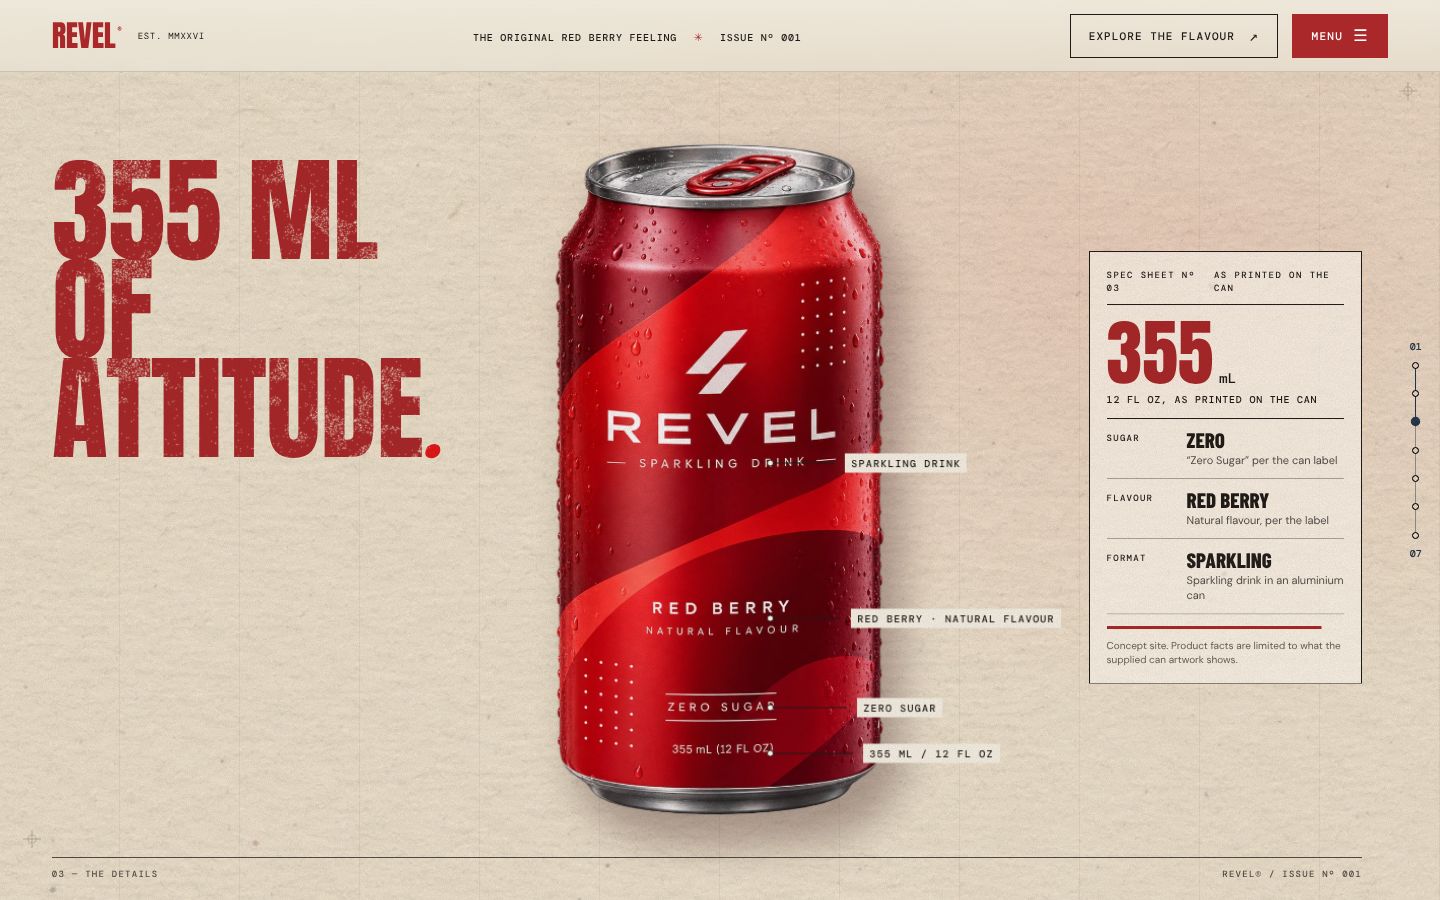 REVEL®
EST. MMXXVI
THE ORIGINAL RED BERRY FEELING ✳ ISSUE Nº 001
EXPLORE THE FLAVOUR ↗
MENU ☰
355 ML
OF
ATTITUDE.
REVEL
SPARKLING DRINK
SPARKLING DRINK
RED BERRY
NATURAL FLAVOUR
RED BERRY · NATURAL FLAVOUR
ZERO SUGAR
ZERO SUGAR
355 mL (12 FL OZ)
355 ML / 12 FL OZ
SPEC SHEET Nº
03
AS PRINTED ON THE
CAN
355 mL
12 FL OZ, AS PRINTED ON THE CAN
SUGAR
ZERO
“Zero Sugar” per the can label
FLAVOUR
RED BERRY
Natural flavour, per the label
FORMAT
SPARKLING
Sparkling drink in an aluminium
can
Concept site. Product facts are limited to what the
supplied can artwork shows.
01
07
03 — THE DETAILS
REVEL® / ISSUE Nº 001